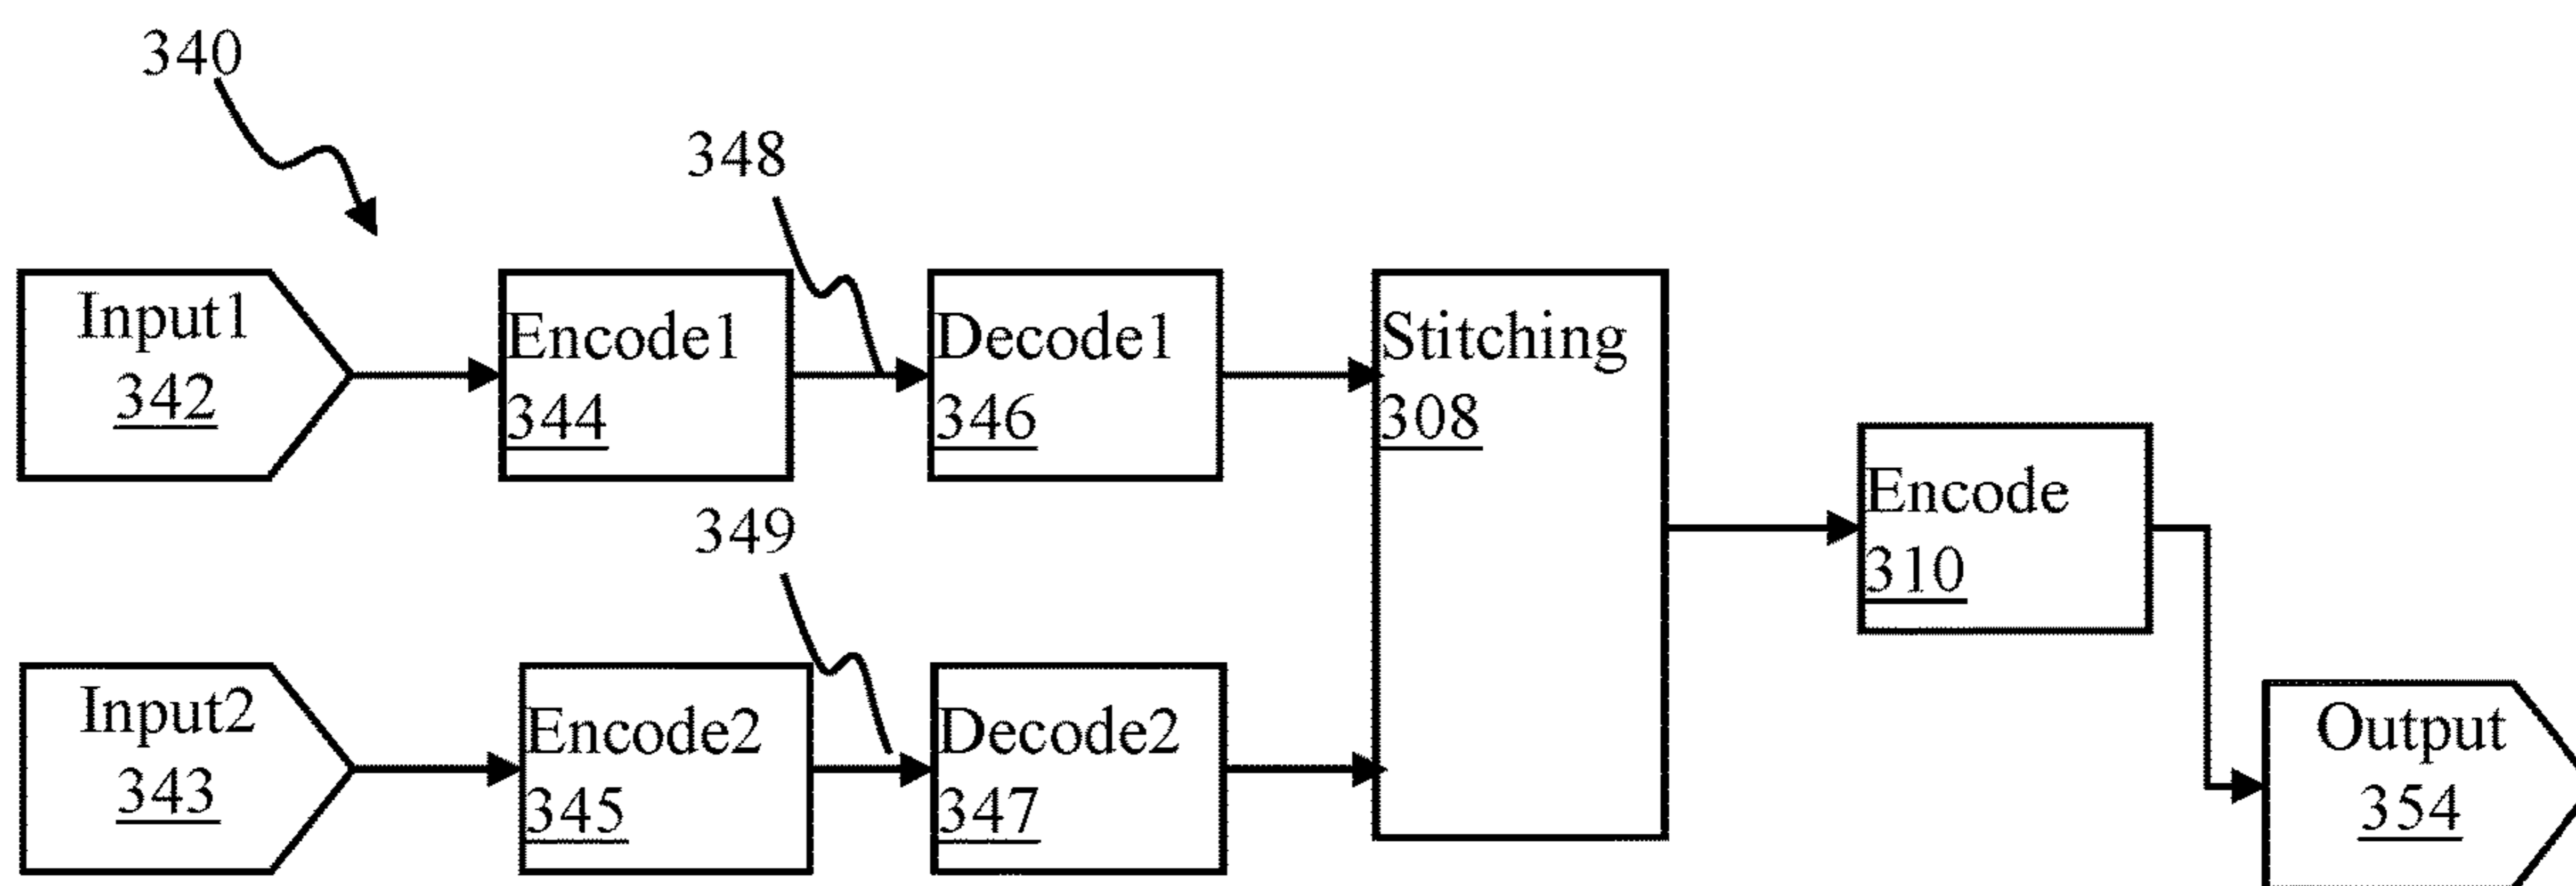 340
348
Input1
342
Encode1
344
Decode1
346
Stitching
308
Encode
310
349
Input2
343
Encode2
345
Decode2
347
Output
354